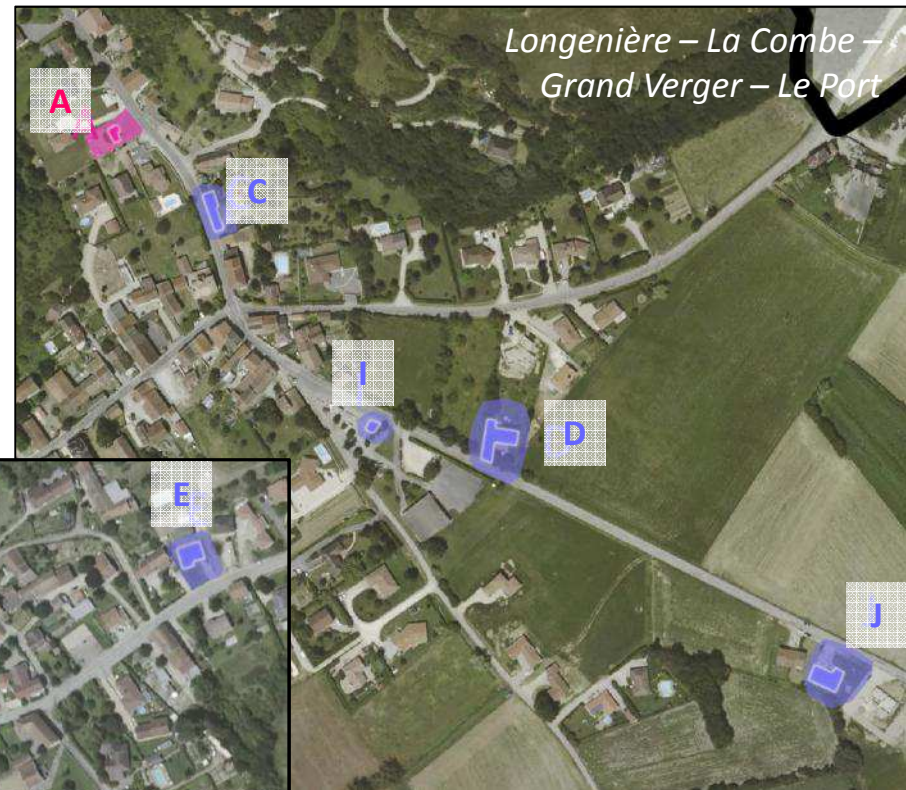 Longenière – La Combe –
Grand Verger – Le Port
A
C
I
D
E
J